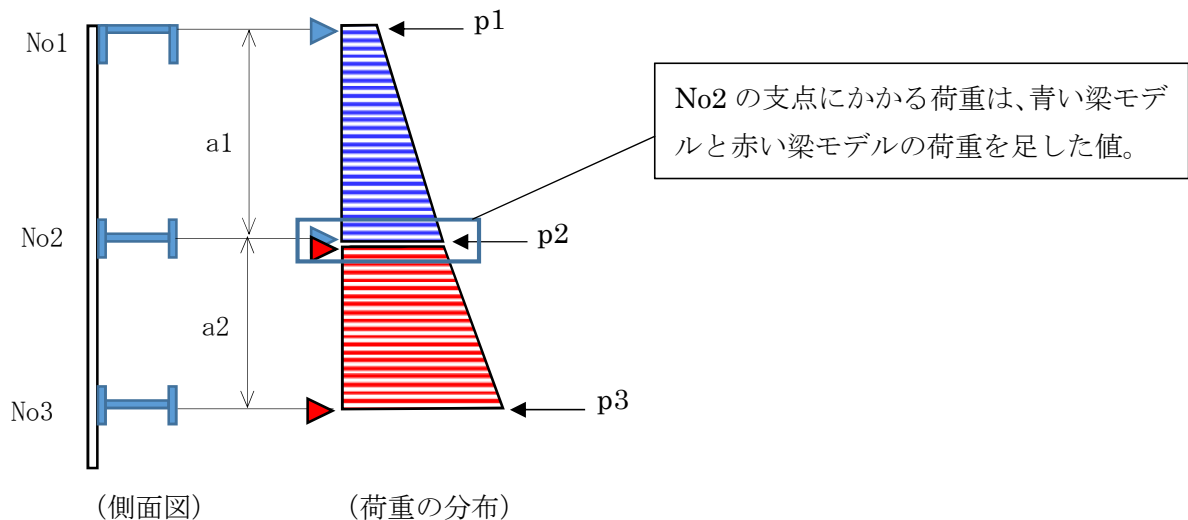 No1
p1
No2 の支点にかかる荷重は、青い梁モデ
ルと赤い梁モデルの荷重を足した値。
a1
No2
p2
a2
No3
p3
(側面図)
(荷重の分布)